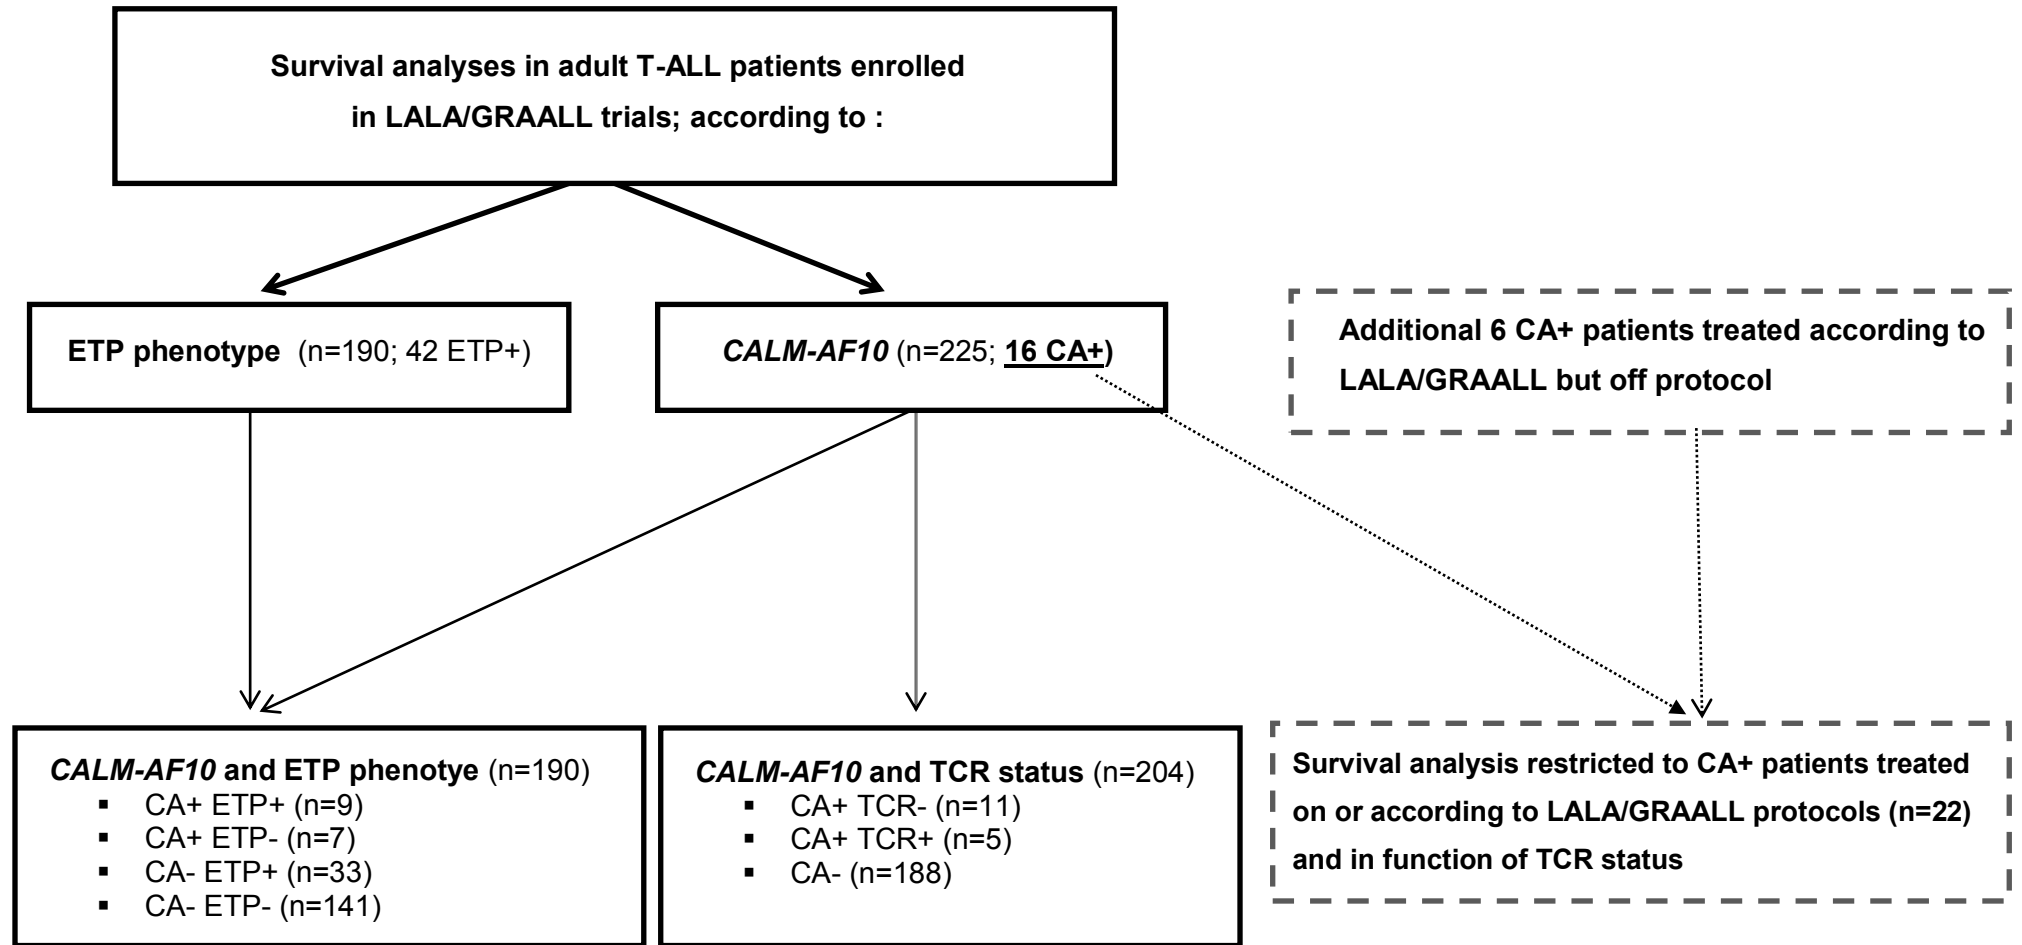 Survival analyses in adult T-ALL patients enrolled
in LALA/GRAALL trials; according to :
ETP phenotype (n=190; 42 ETP+)
CALM-AF10 (n=225; 16 CA+)
Additional 6 CA+ patients treated according to
LALA/GRAALL but off protocol
CALM-AF10 and ETP phenotye (n=190)
▪ CA+ ETP+ (n=9)
▪ CA+ ETP- (n=7)
▪ CA- ETP+ (n=33)
▪ CA- ETP- (n=141)
CALM-AF10 and TCR status (n=204)
▪ CA+ TCR- (n=11)
▪ CA+ TCR+ (n=5)
▪ CA- (n=188)
Survival analysis restricted to CA+ patients treated
on or according to LALA/GRAALL protocols (n=22)
and in function of TCR status